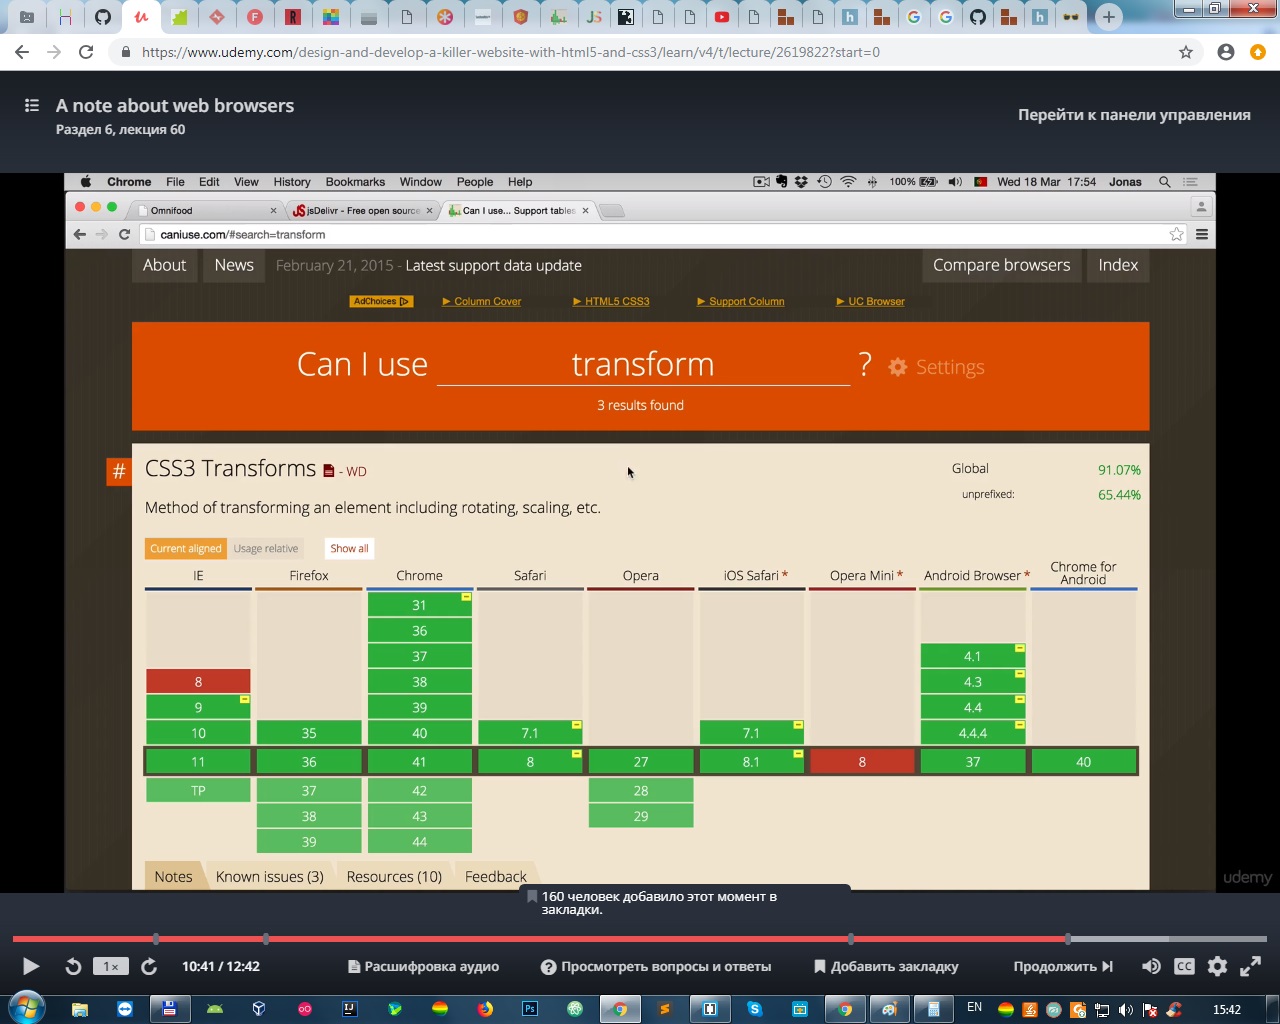 https://www.udemy.com/design-and-develop-a-killer-website-with-html5-and-css3/learn/v4/t/lecture/2619822?start=0
A note about web browsers
Раздел 6, лекция 60
Перейти к панели управления
Chrome File Edit View History Bookmarks Window People Help 100% Wed 18 Mar 17:54 Jonas
Omnifood jsDelivr - Free open source Can I use... Support tables
caniuse.com/#search=transform
About News February 21, 2015 - Latest support data update Compare browsers Index
AdChoices Column Cover HTML5 CSS3 Support Column UC Browser
Can I use transform ? Settings
3 results found
# CSS3 Transforms - WD Global 91.07%
unprefixed: 65.44%
Method of transforming an element including rotating, scaling, etc.
Current aligned Usage relative Show all
IE Firefox Chrome Safari Opera iOS Safari * Opera Mini * Android Browser * Chrome for Android
31
36
37 4.1
8 38 4.3
9 39 4.4
10 35 40 7.1 7.1 4.4.4
11 36 41 8 27 8.1 8 37 40
TP 37 42 28
38 43 29
39 44
Notes Known issues (3) Resources (10) Feedback
udemy
160 человек добавило этот момент в
закладки.
1x 10:41 / 12:42 Расшифровка аудио Просмотреть вопросы и ответы Добавить закладку Продолжить CC
EN 15:42